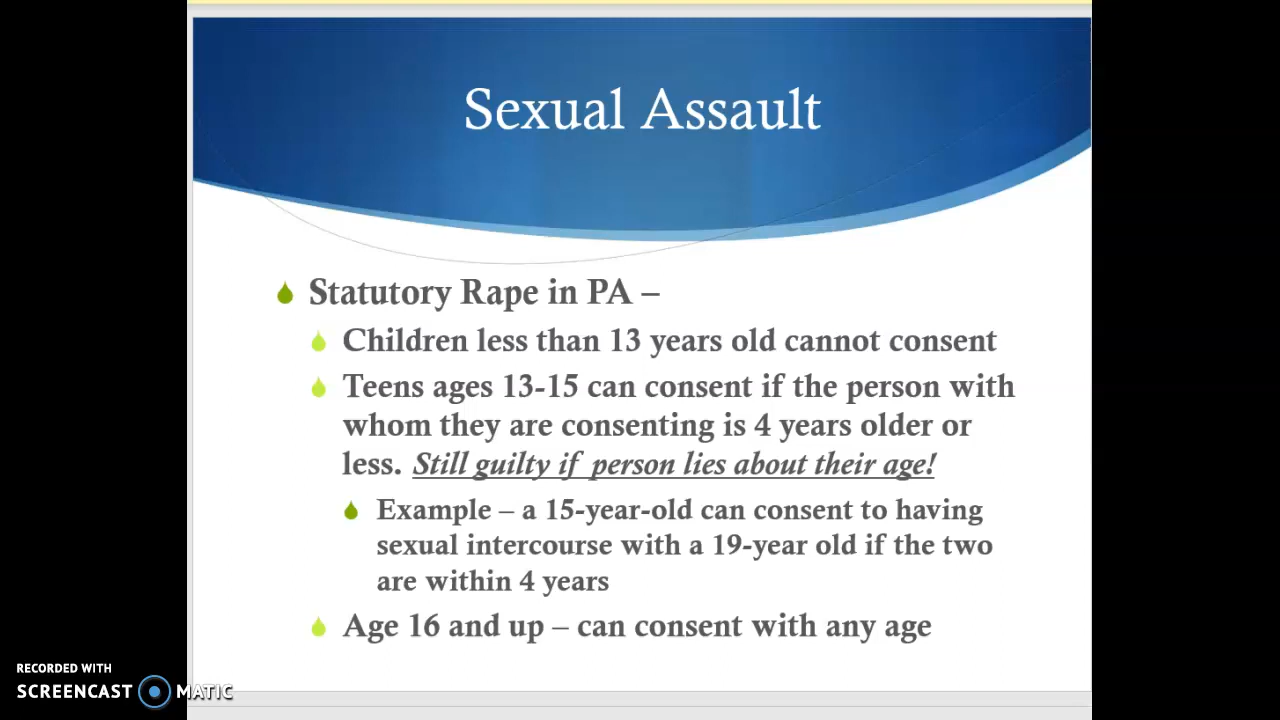 Sexual Assault
Statutory Rape in PA –
Children less than 13 years old cannot consent
Teens ages 13-15 can consent if the person with
whom they are consenting is 4 years older or
less. Still guilty if person lies about their age!
Example – a 15-year-old can consent to having
sexual intercourse with a 19-year old if the two
are within 4 years
Age 16 and up – can consent with any age
RECORDED WITH
SCREENCAST MATIC